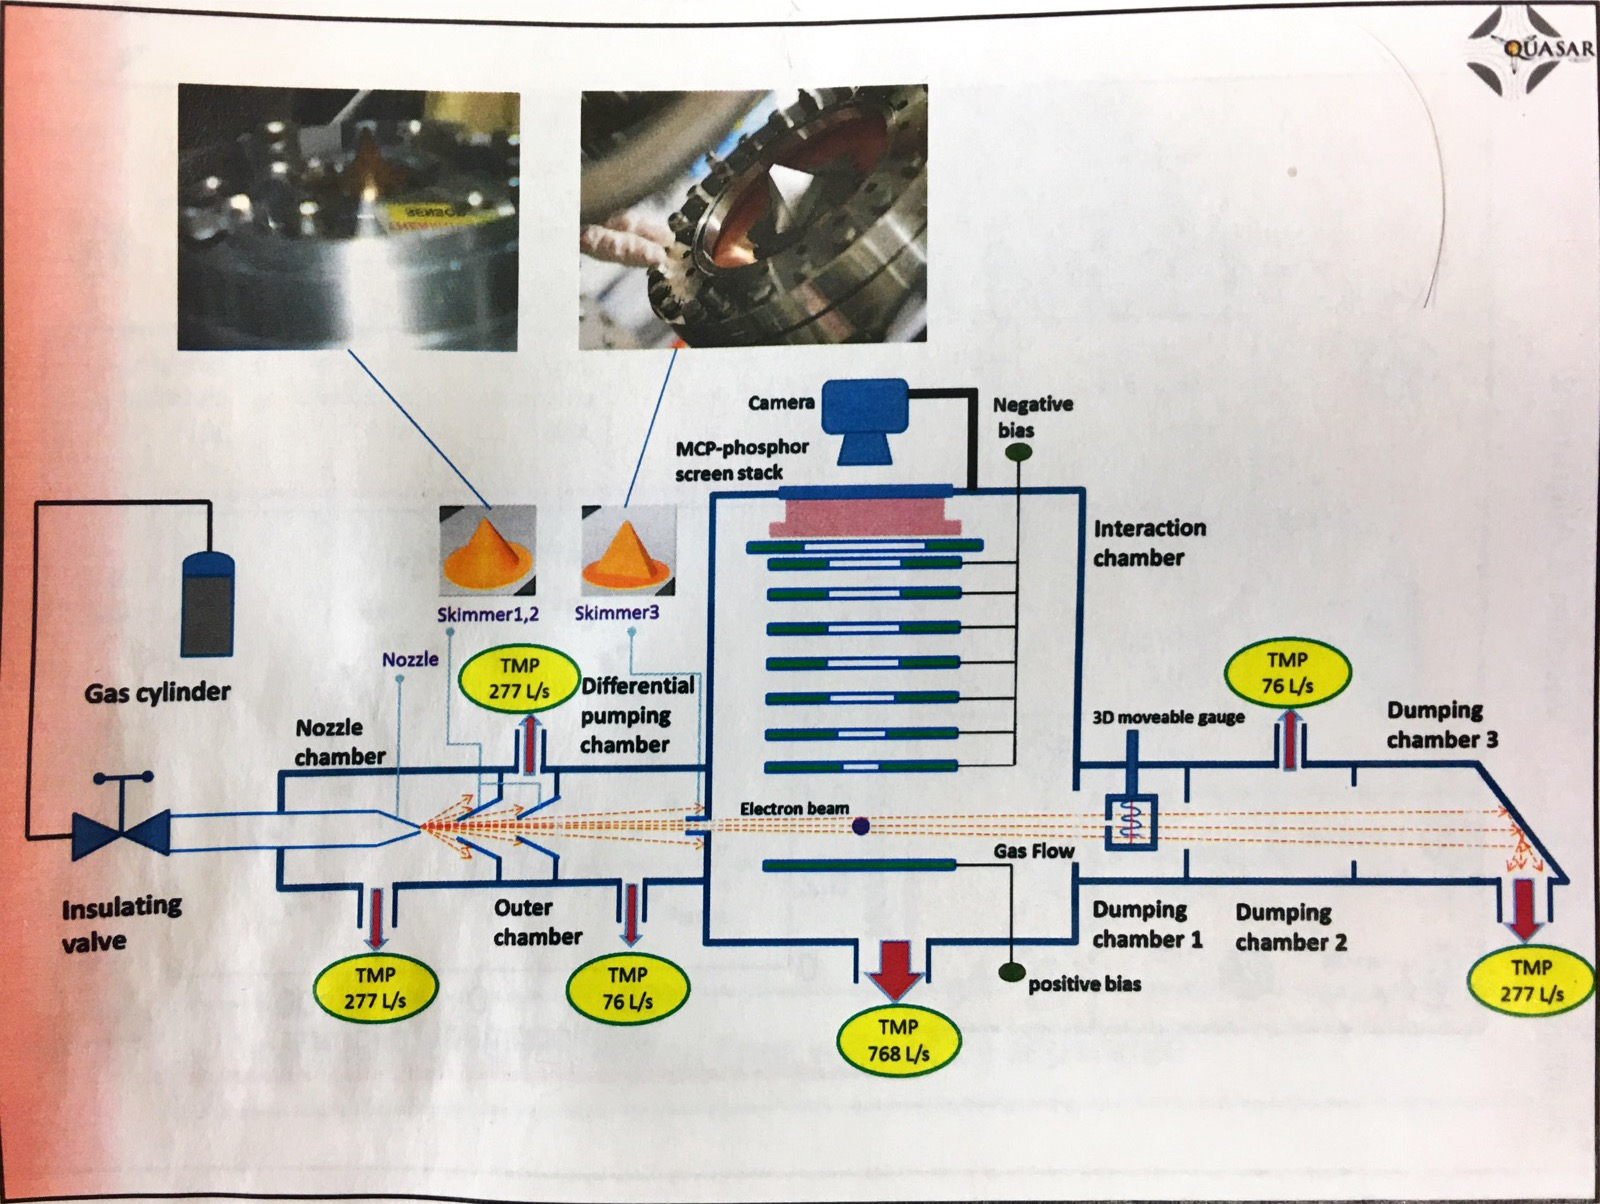 QUASAR
Camera
Negative
bias
MCP-phosphor
screen stack
Interaction
chamber
Skimmer1,2
Skimmer3
Nozzle
TMP
277 L/s
Differential
pumping
chamber
TMP
76 L/s
Gas cylinder
Nozzle
chamber
3D moveable gauge
Dumping
chamber 3
Electron beam
Gas Flow
Insulating
valve
Outer
chamber
Dumping
chamber 1
Dumping
chamber 2
TMP
277 L/s
TMP
76 L/s
positive bias
TMP
277 L/s
TMP
768 L/s